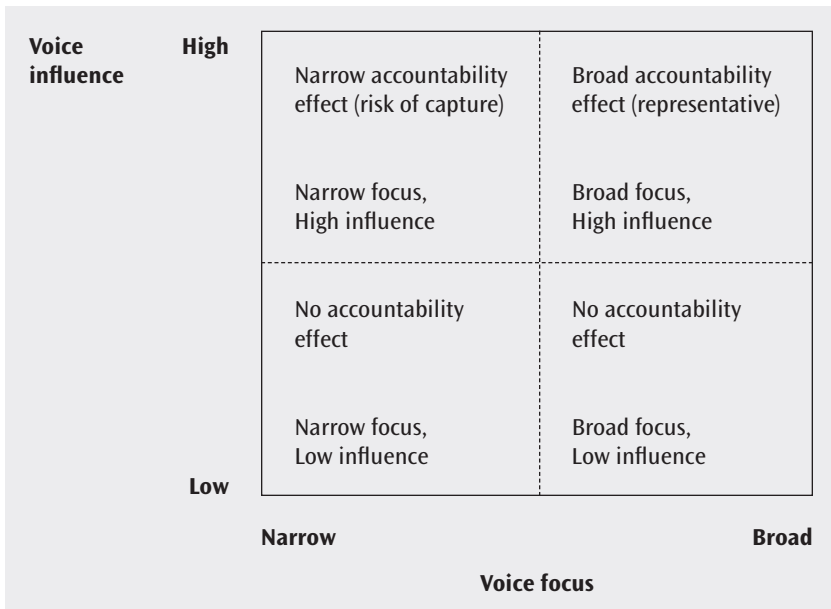 Voice
influence
High
Narrow accountability
effect (risk of capture)
Broad accountability
effect (representative)
Narrow focus,
High influence
Broad focus,
High influence
No accountability
effect
No accountability
effect
Narrow focus,
Low influence
Broad focus,
Low influence
Low
Narrow
Broad
Voice focus